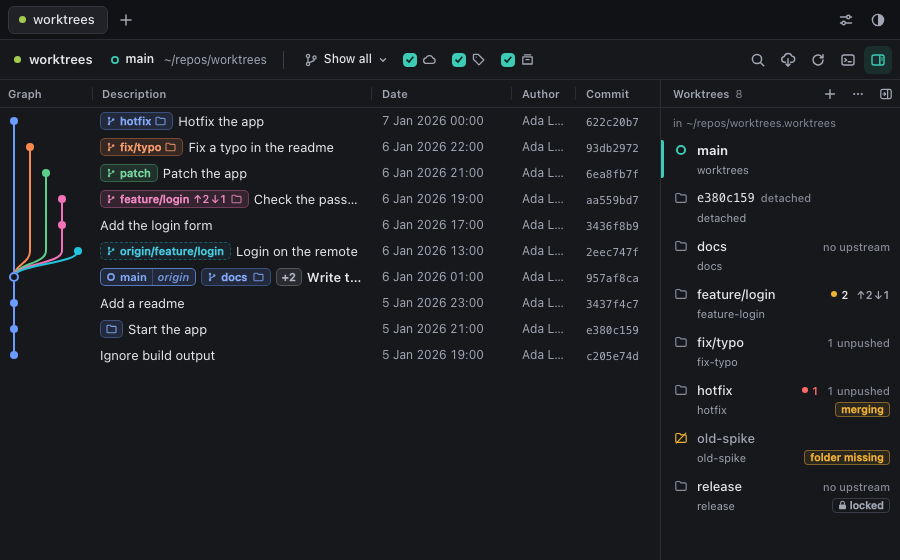 worktrees
worktrees main ~/repos/worktrees Show all
Graph Description Date Author Commit
hotfix Hotfix the app 7 Jan 2026 00:00 Ada L... 622c20b7
fix/typo Fix a typo in the readme 6 Jan 2026 22:00 Ada L... 93db2972
patch Patch the app 6 Jan 2026 21:00 Ada L... 6ea8fb7f
feature/login ↑2↓1 Check the pass... 6 Jan 2026 19:00 Ada L... aa559bd7
Add the login form 6 Jan 2026 17:00 Ada L... 3436f8b9
origin/feature/login Login on the remote 6 Jan 2026 13:00 Ada L... 2eec747f
main origin docs +2 Write t... 6 Jan 2026 01:00 Ada L... 957af8ca
Add a readme 5 Jan 2026 23:00 Ada L... 3437f4c7
Start the app 5 Jan 2026 21:00 Ada L... e380c159
Ignore build output 5 Jan 2026 19:00 Ada L... c205e74d
Worktrees 8
in ~/repos/worktrees.worktrees
main
worktrees
e380c159 detached
detached
docs no upstream
docs
feature/login 2 ↑2↓1
feature-login
fix/typo 1 unpushed
fix-typo
hotfix 1 1 unpushed
hotfix merging
old-spike
old-spike folder missing
release no upstream
release locked